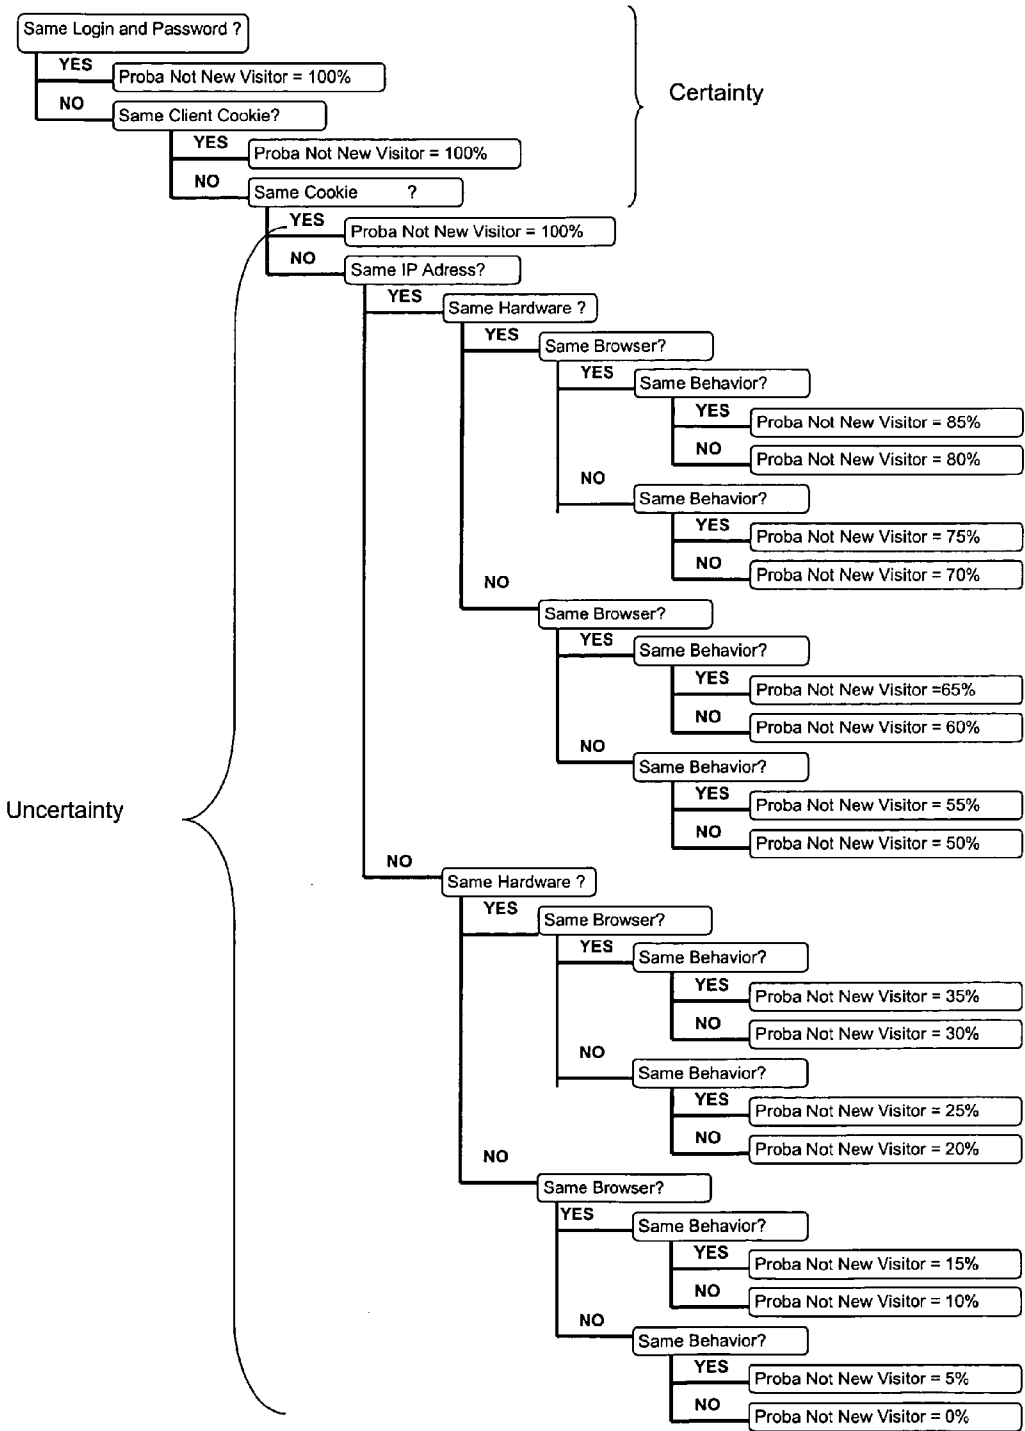 Same Login and Password ?
YES
Proba Not New Visitor = 100%
Certainty
NO
Same Client Cookie?
YES
Proba Not New Visitor = 100%
NO
Same Cookie ?
YES
Proba Not New Visitor = 100%
NO
Same IP Adress?
YES
Same Hardware ?
YES
Same Browser?
YES
Same Behavior?
YES
Proba Not New Visitor = 85%
NO
Proba Not New Visitor = 80%
NO
Same Behavior?
YES
Proba Not New Visitor = 75%
NO
Proba Not New Visitor = 70%
NO
Same Browser?
YES
Same Behavior?
YES
Proba Not New Visitor =65%
NO
Proba Not New Visitor = 60%
NO
Same Behavior?
YES
Proba Not New Visitor = 55%
Uncertainty
NO
Proba Not New Visitor = 50%
NO
Same Hardware ?
YES
Same Browser?
YES
Same Behavior?
YES
Proba Not New Visitor = 35%
NO
Proba Not New Visitor = 30%
NO
Same Behavior?
YES
Proba Not New Visitor = 25%
NO
Proba Not New Visitor = 20%
NO
Same Browser?
YES
Same Behavior?
YES
Proba Not New Visitor = 15%
NO
Proba Not New Visitor = 10%
NO
Same Behavior?
YES
Proba Not New Visitor = 5%
NO
Proba Not New Visitor = 0%